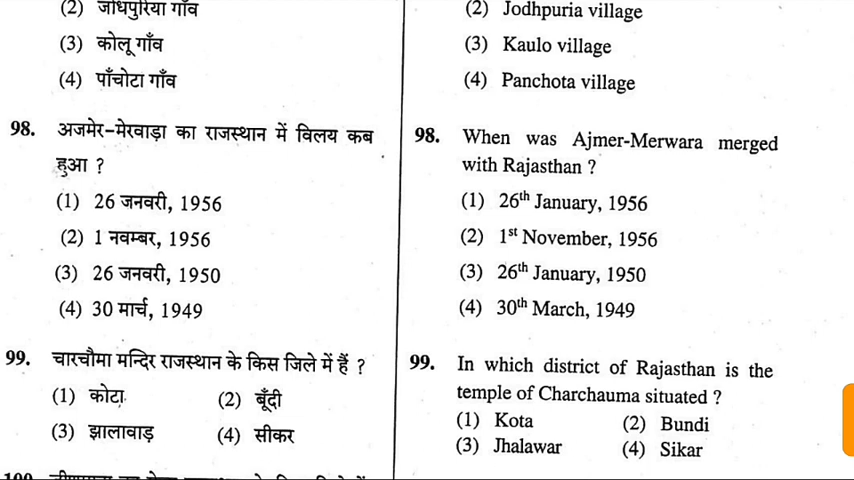 (2) जोधपुरिया गाँव
(3) कोलू गाँव
(4) पाँचोटा गाँव
98. अजमेर-मेरवाड़ा का राजस्थान में विलय कब
हुआ ?
(1) 26 जनवरी, 1956
(2) 1 नवम्बर, 1956
(3) 26 जनवरी, 1950
(4) 30 मार्च, 1949
99. चारचौमा मन्दिर राजस्थान के किस जिले में हैं ?
(1) कोटा (2) बूँदी
(3) झालावाड़ (4) सीकर
100.
(2) Jodhpuria village
(3) Kaulo village
(4) Panchota village
98. When was Ajmer-Merwara merged
with Rajasthan ?
(1) 26th January, 1956
(2) 1st November, 1956
(3) 26th January, 1950
(4) 30th March, 1949
99. In which district of Rajasthan is the
temple of Charchauma situated ?
(1) Kota (2) Bundi
(3) Jhalawar (4) Sikar